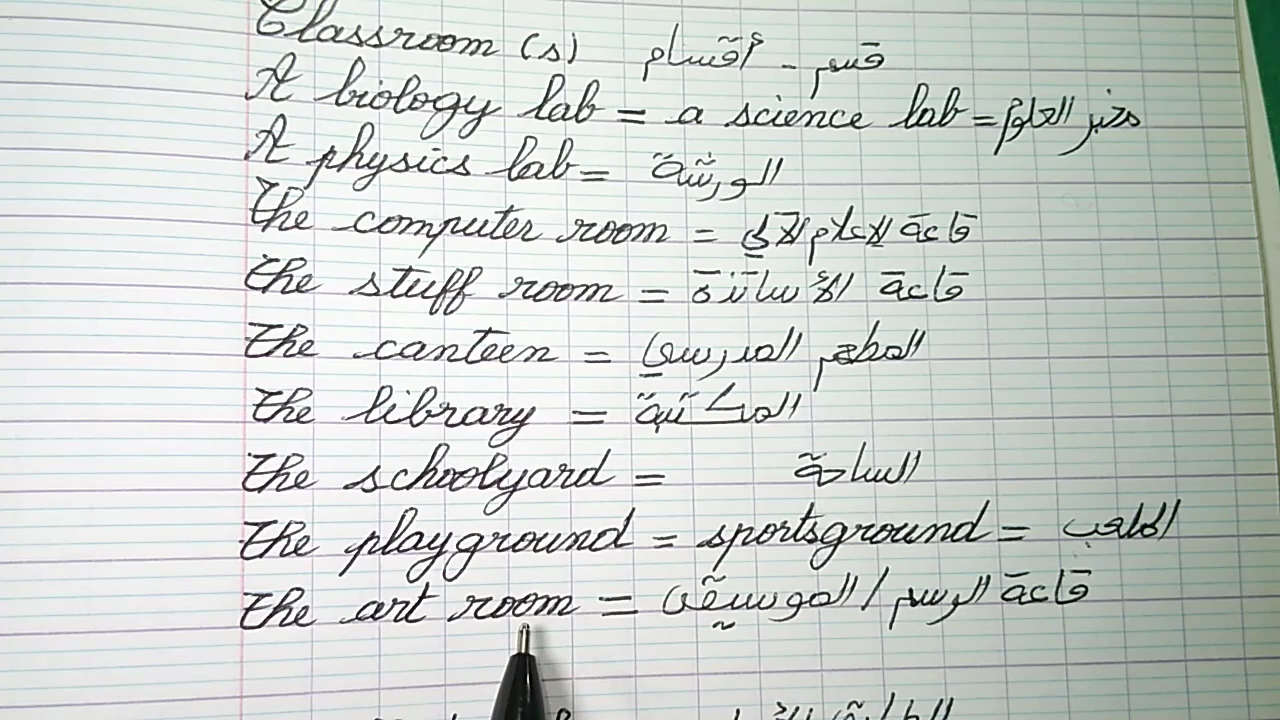 Classroom (s) قسم - أقسام
A biology lab = a science lab = مخبر العلوم
A physics lab = الورشة
The computer room = قاعة الاعلام الآلي
The stuff room = قاعة الأساتذة
The canteen = المطعم المدرسي
The library = المكتبة
The schoolyard = الساحة
The playground = sportsground = الملعب
The art room = قاعة الرسم / الموسيقى